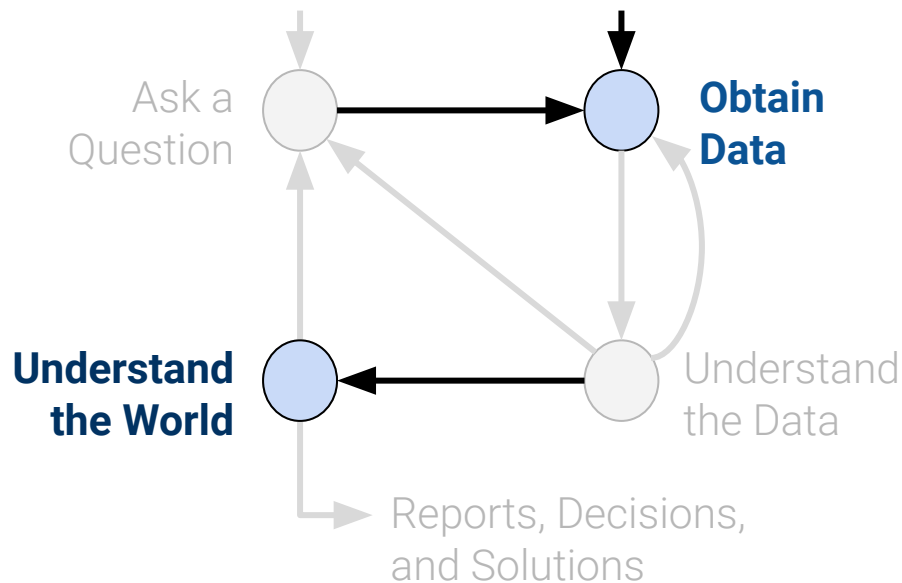 Ask a
Question
Obtain
Data
Understand
the World
Understand
the Data
Reports, Decisions,
and Solutions